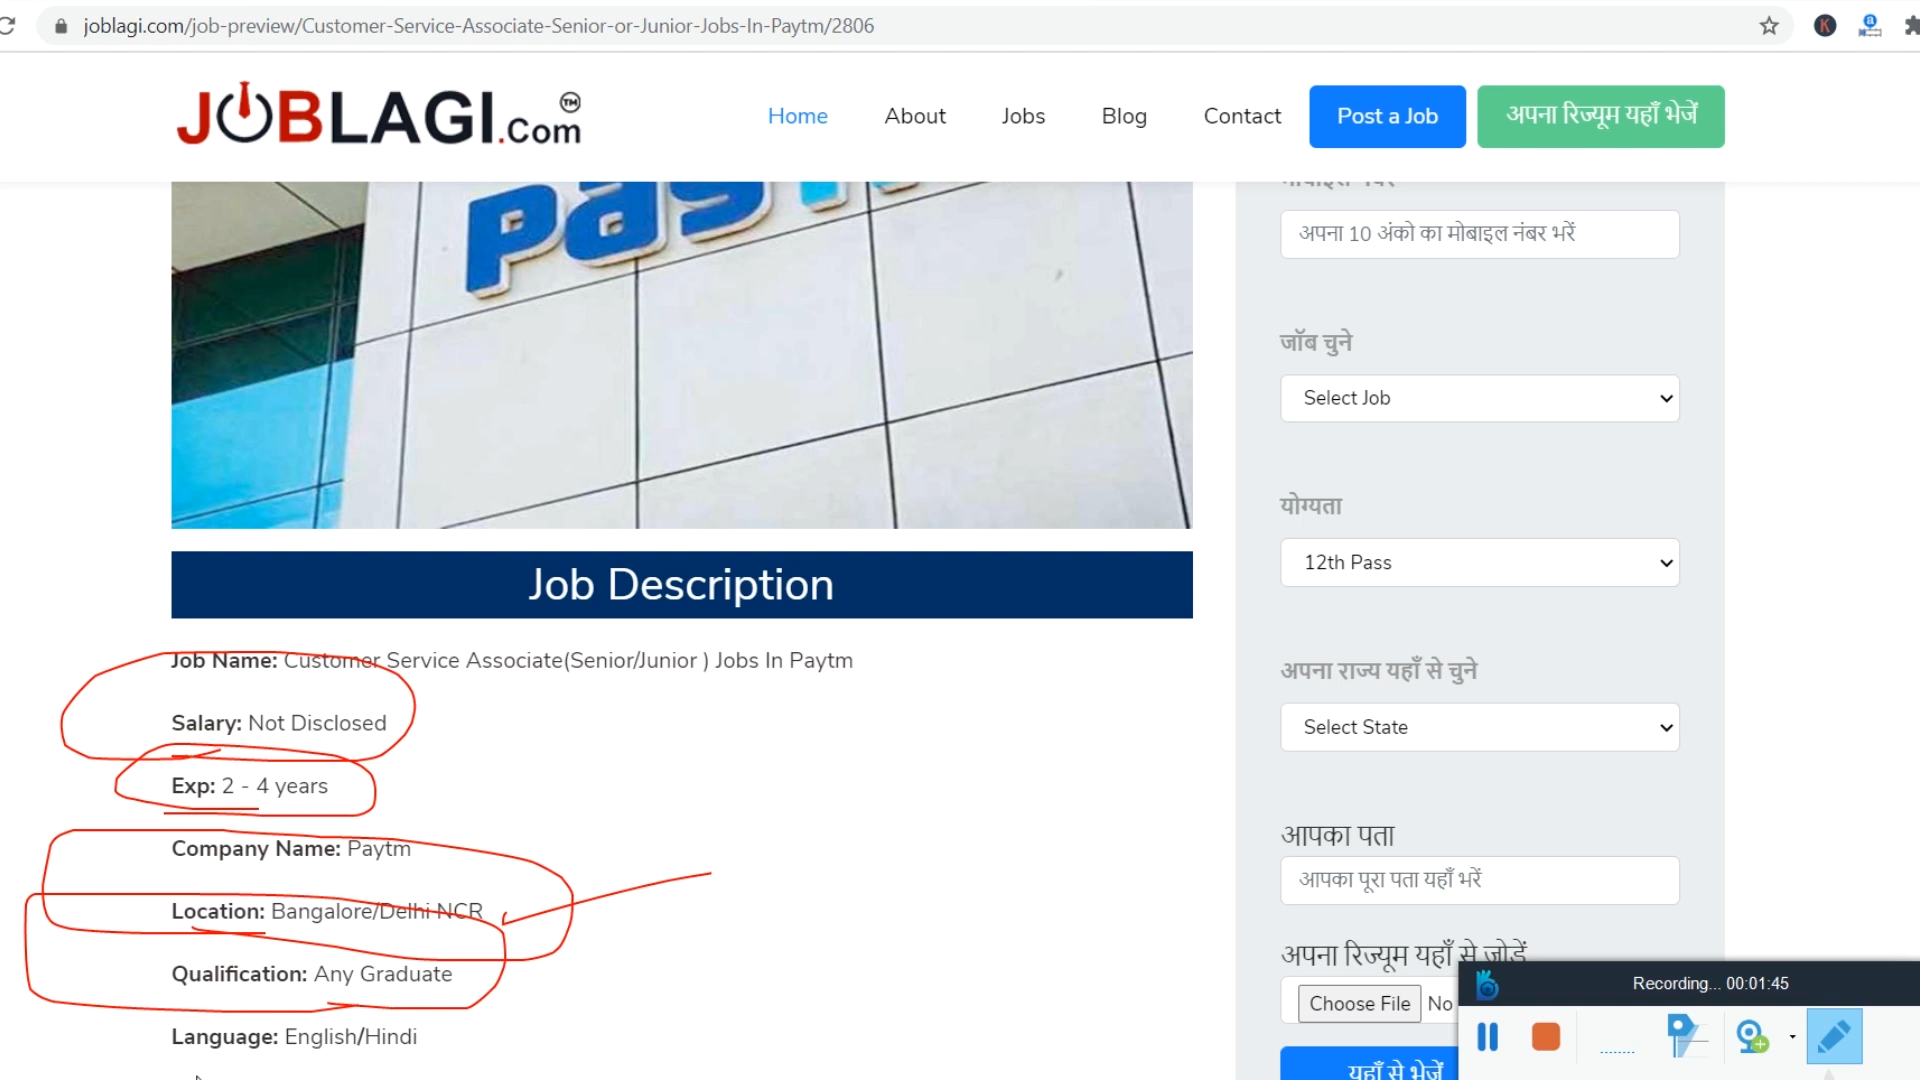 joblagi.com/job-preview/Customer-Service-Associate-Senior-or-Junior-Jobs-In-Paytm/2806
JOBLAGI.Com TM
Home About Jobs Blog Contact Post a Job अपना रिज्यूम यहाँ भेजें
अपना 10 अंको का मोबाइल नंबर भरें
जॉब चुने
Select Job
योग्यता
12th Pass
अपना राज्य यहाँ से चुने
Select State
आपका पता
आपका पूरा पता यहाँ भरें
अपना रिज्यूम यहाँ से जोड़ें
Choose File No
यहाँ से भेजें
Job Description
Job Name: Customer Service Associate(Senior/Junior ) Jobs In Paytm
Salary: Not Disclosed
Exp: 2 - 4 years
Company Name: Paytm
Location: Bangalore/Delhi NCR
Qualification: Any Graduate
Language: English/Hindi
Recording... 00:01:45